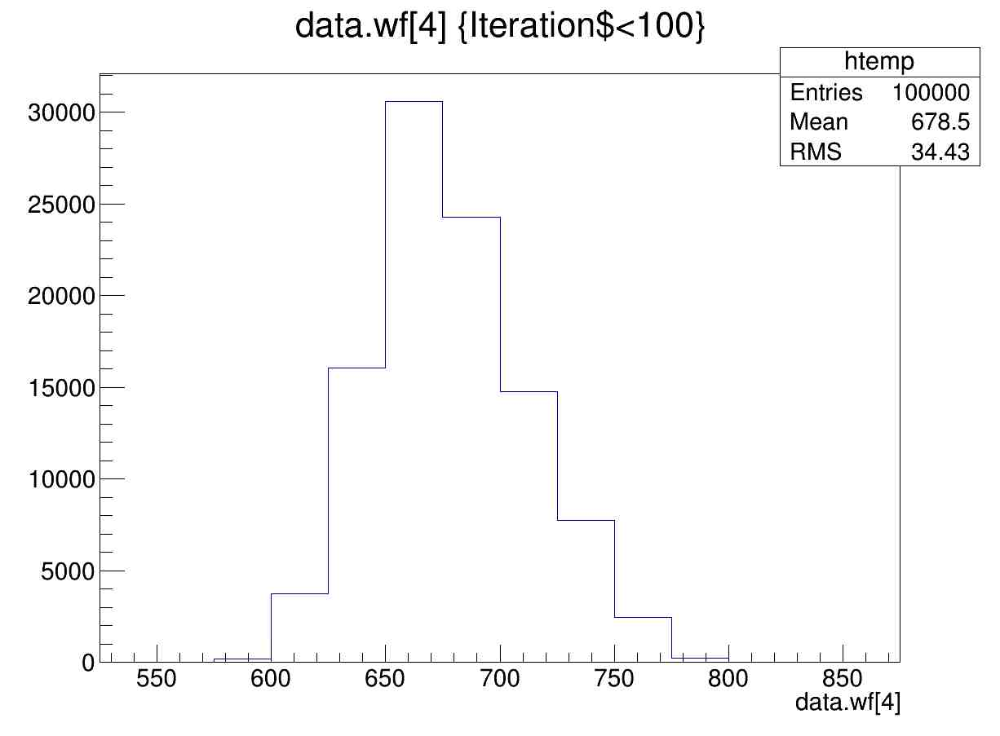 data.wf[4] {Iteration$<100}
htemp
Entries 100000
Mean 678.5
RMS 34.43
30000
25000
20000
15000
10000
5000
0
550 600 650 700 750 800 850
data.wf[4]